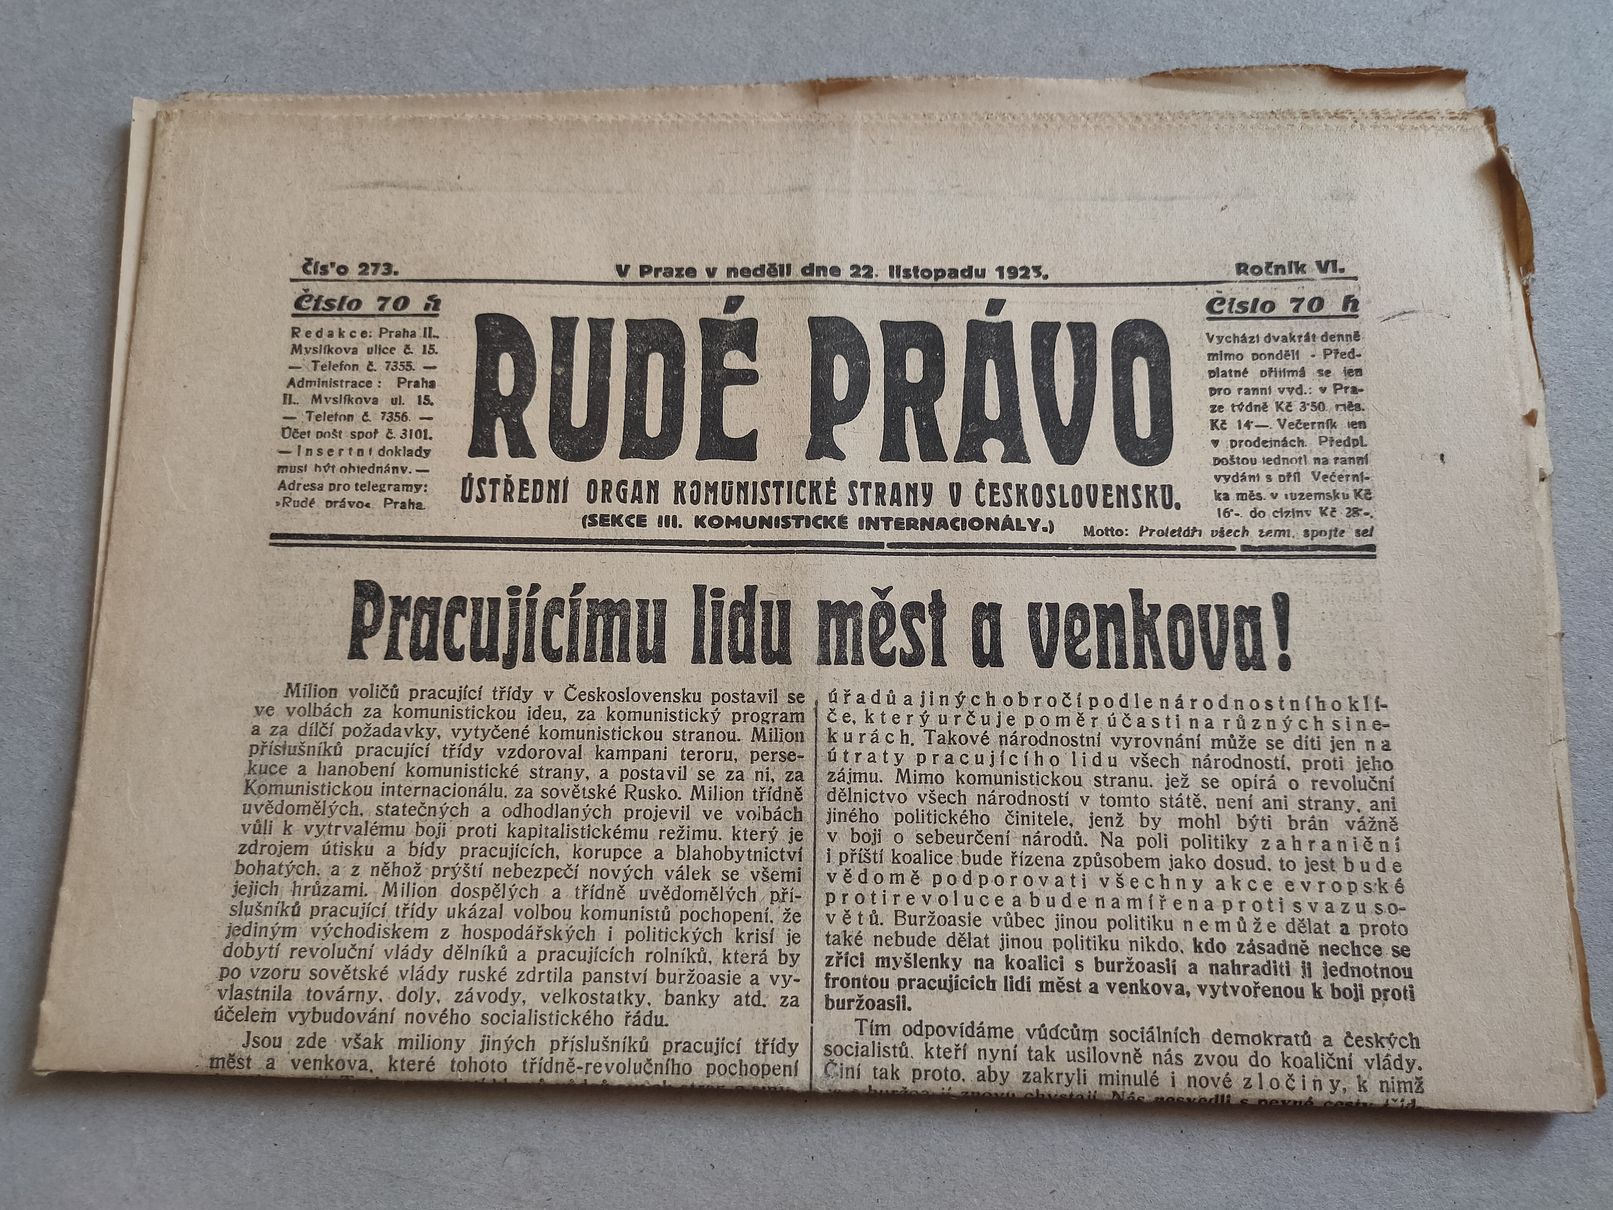 Čís'o 273.
V Praze v neděli dne 22. listopadu 1925.
Ročník VI.
Číslo 70 h
Redakce: Praha II.,
Myslíkova ulice č. 15.
— Telefon č. 7355. —
Administrace: Praha
II., Myslíkova ul. 15.
— Telefon č. 7356. —
Účet pošt spoř č. 3101.
— Insertní doklady
musí být objednány. —
Adresa pro telegramy:
»Rudé právo«, Praha.
RUDÉ PRÁVO
ÚSTŘEDNÍ ORGAN KOMUNISTICKÉ STRANY V ČESKOSLOVENSKU.
(SEKCE III. KOMUNISTICKÉ INTERNACIONÁLY.)
Motto: Proletáři všech zemí, spojte se!
Číslo 70 h
Vychází dvakrát denně
mimo pondělí - Před-
platné přijímá se jen
pro ranní vyd.: v Pra-
ze týdně Kč 3·50, měs.
Kč 14—. Večerník jen
v prodejnách. Předpl.
poštou jednotl na ranní
vydání s příl Večerní-
ka měs. v tuzemsku Kč
16·-, do ciziny Kč 28·-.
Pracujícímu lidu měst a venkova!
Milion voličů pracující třídy v Československu postavil se
ve volbách za komunistickou ideu, za komunistický program
a za dílčí požadavky, vytyčené komunistickou stranou. Milion
příslušníků pracující třídy vzdoroval kampani teroru, perse-
kuce a hanobení komunistické strany, a postavil se za ni, za
Komunistickou internacionálu, za sovětské Rusko. Milion třídně
uvědomělých, statečných a odhodlaných projevil ve volbách
vůli k vytrvalému boji proti kapitalistickému režimu, který je
zdrojem útisku a bídy pracujících, korupce a blahobytnictví
bohatých, a z něhož prýští nebezpečí nových válek se všemi
jejich hrůzami. Milion dospělých a třídně uvědomělých pří-
slušníků pracující třídy ukázal volbou komunistů pochopení, že
jediným východiskem z hospodářských i politických krisí je
dobytí revoluční vlády dělníků a pracujících rolníků, která by
po vzoru sovětské vlády ruské zdrtila panství buržoasie a vy-
vlastnila továrny, doly, závody, velkostatky, banky atd. za
účelem vybudování nového socialistického řádu.
Jsou zde však miliony jiných příslušníků pracující třídy
měst a venkova, které tohoto třídně-revolučního pochopení
úřadů a jiných obročí podle národnostního klí-
če, který určuje poměr účasti na různých sine-
kurách. Takové národnostní vyrovnání může se díti jen na
útraty pracujícího lidu všech národností, proti jeho
zájmu. Mimo komunistickou stranu, jež se opírá o revoluční
dělnictvo všech národností v tomto státě, není ani strany, ani
jiného politického činitele, jenž by mohl býti brán vážně
v boji o sebeurčení národů. Na poli politiky zahraniční
i příští koalice bude řízena způsobem jako dosud, to jest bude
vědomě podporovati všechny akce evropské
protirevoluce a bude namířena proti svazu so-
větů. Buržoasie vůbec jinou politiku nemůže dělat a proto
také nebude dělat jinou politiku nikdo, kdo zásadně nechce se
zříci myšlenky na koalici s buržoasií a nahraditi ji jednotnou
frontou pracujících lidí měst a venkova, vytvořenou k boji proti
buržoasii.
Tím odpovídáme vůdcům sociálních demokratů a českých
socialistů, kteří nyní tak usilovně nás zvou do koaliční vlády.
Činí tak proto, aby zakryli minulé i nové zločiny, k nimž